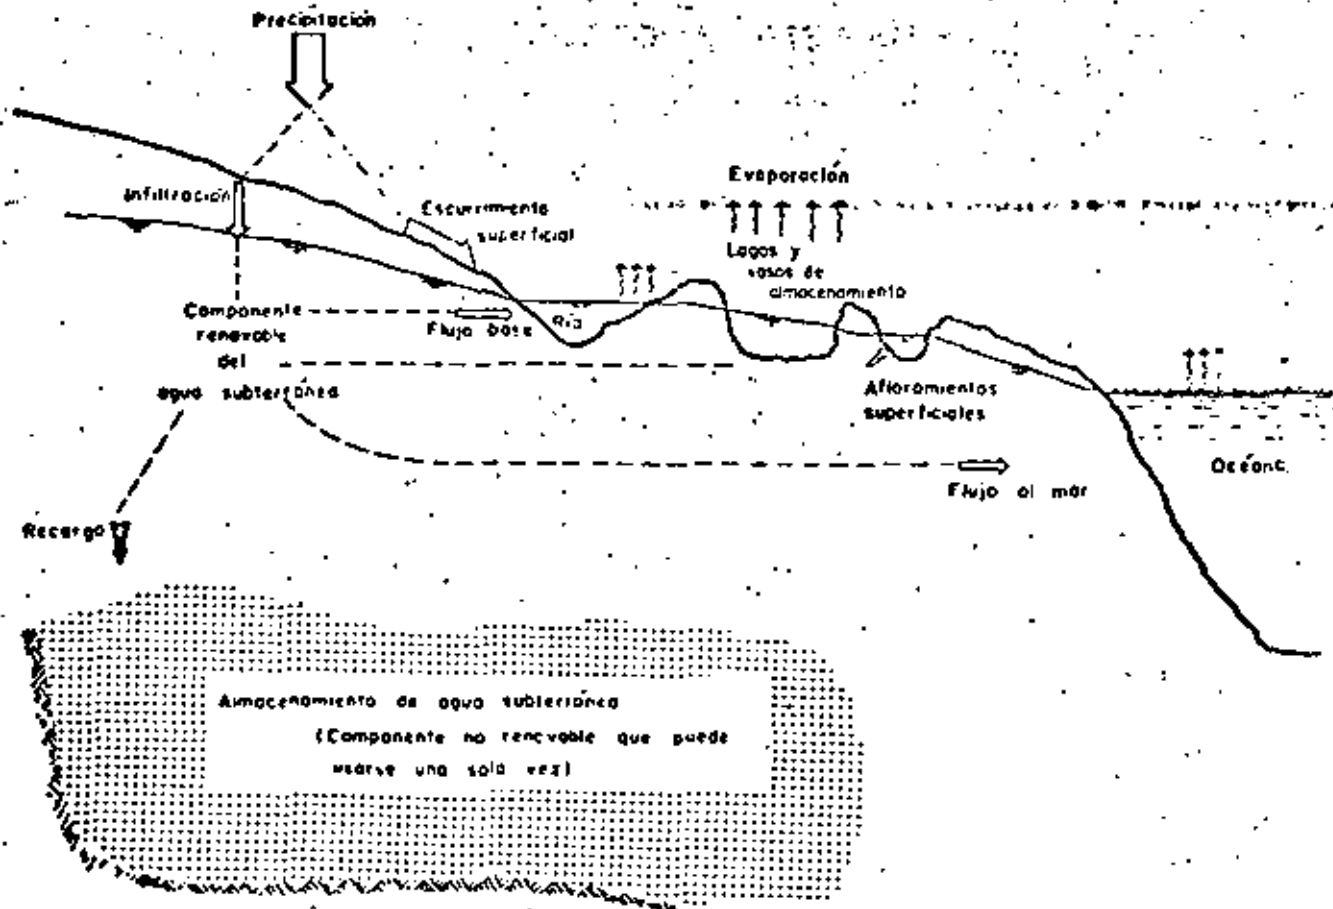 Precipitación
Evaporación
Infiltración
Escurrimiento
superficial
Lagos y
vasos de
almacenamiento
Componente
renovable
del
agua subterránea
Flujo base
Río
Afloramientos
superficiales
Océano
Flujo al mar
Recarga
Almacenamiento de agua subterránea
(Componente no renovable que puede
usarse una sola vez)